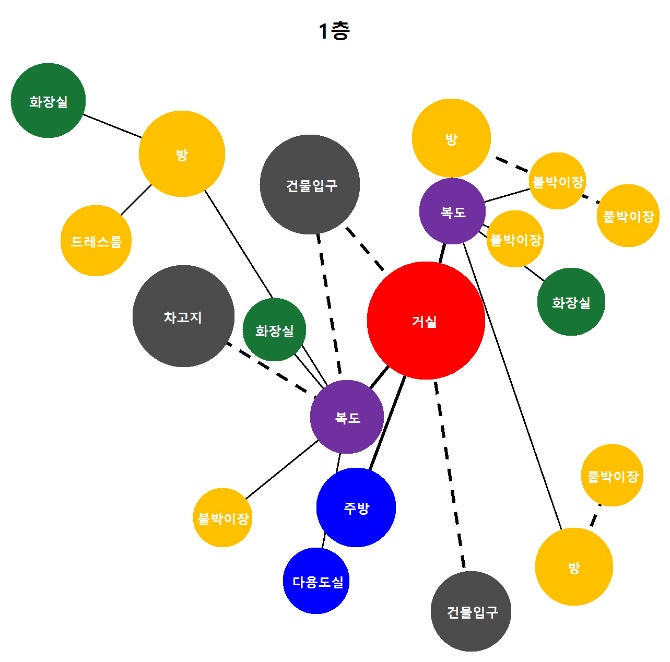 1층
화장실
방
방
건물입구
붙박이장
붙박이장
복도
드레스룸
붙박이장
차고지
화장실
거실
화장실
복도
붙박이장
주방
붙박이장
방
다용도실
건물입구